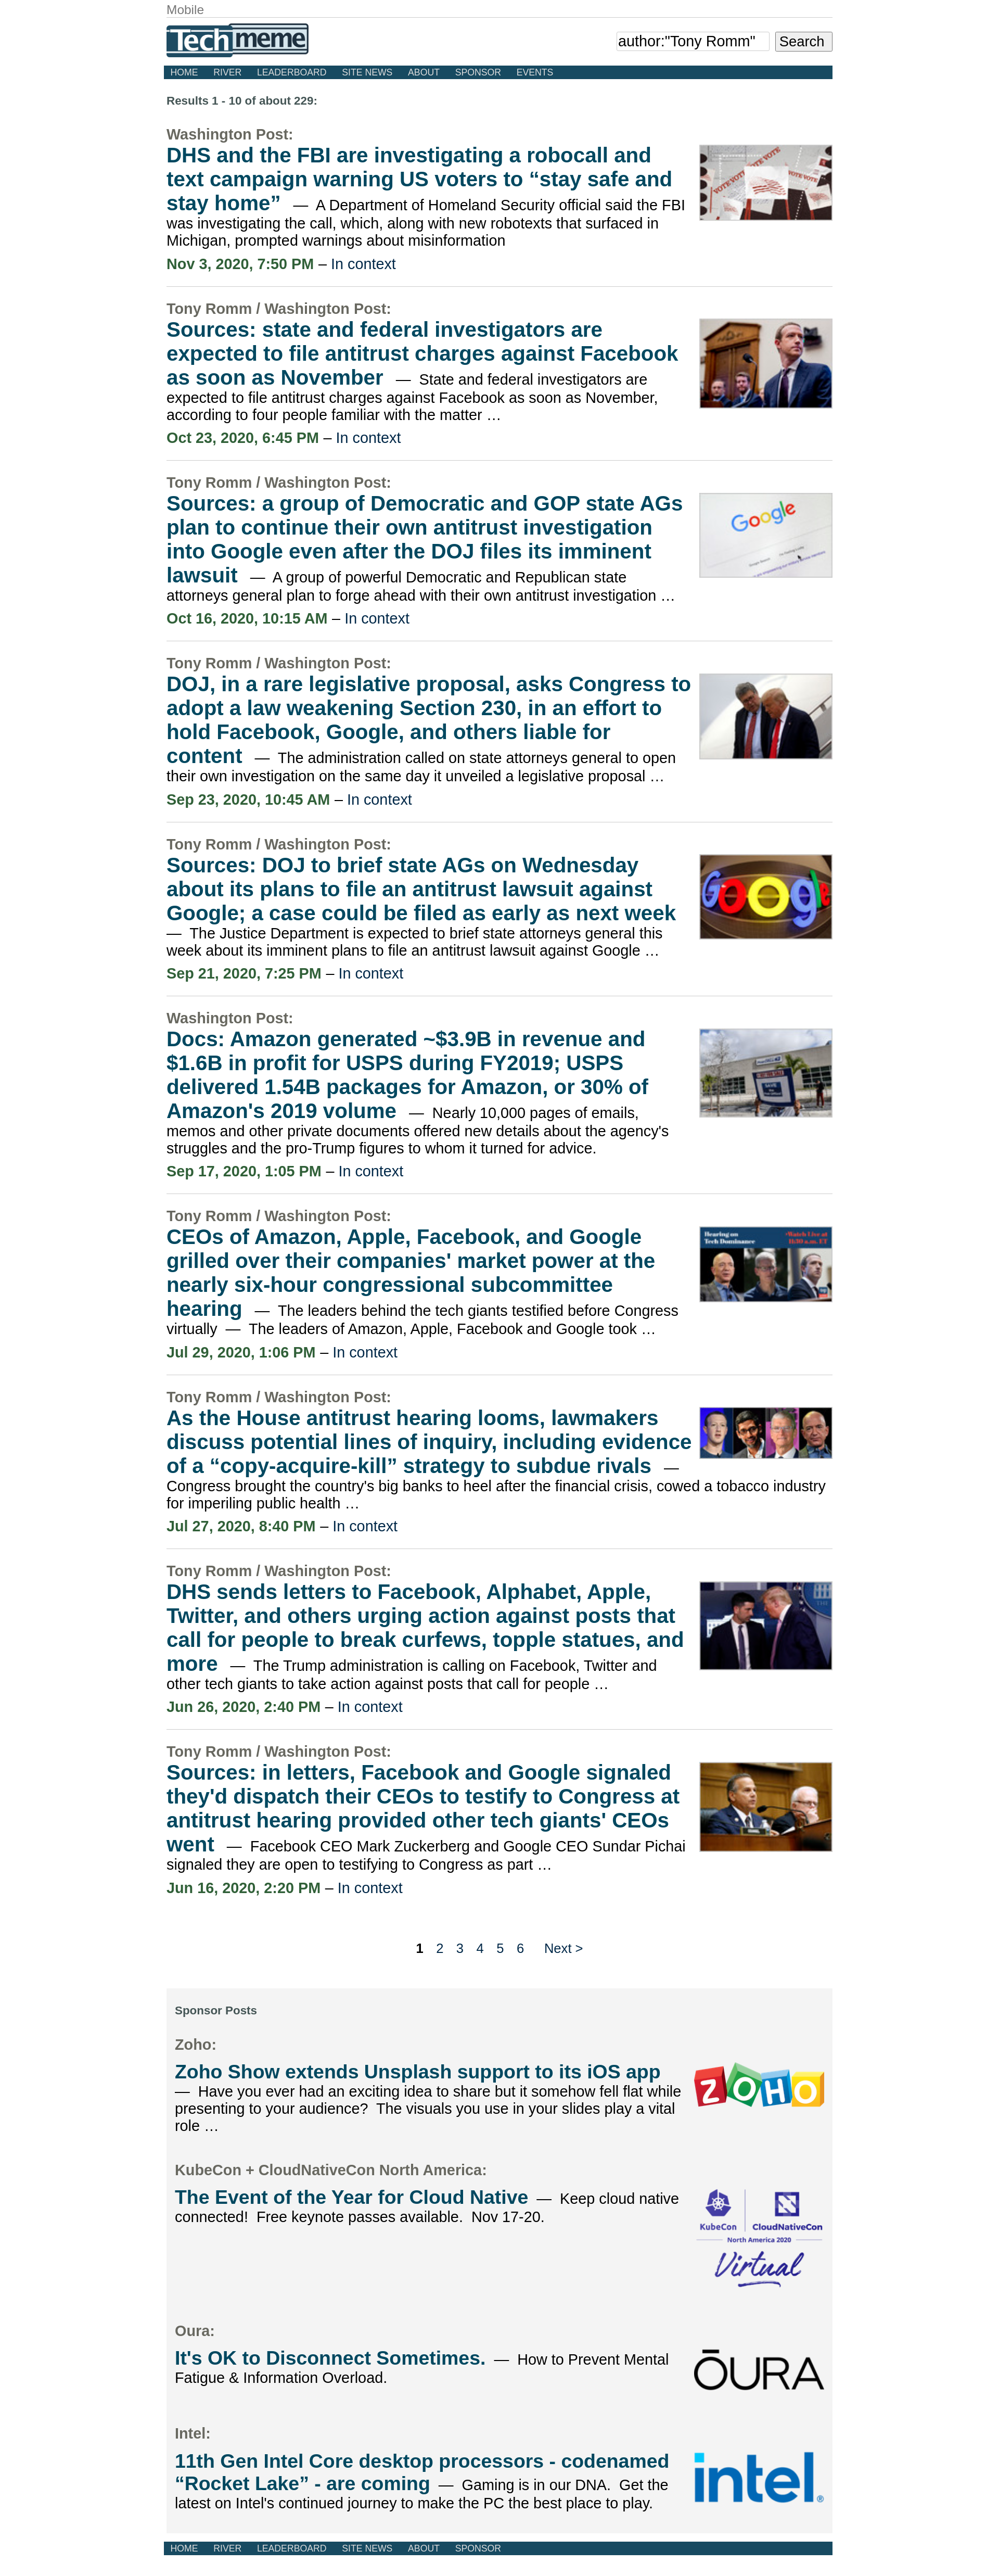 Mobile
Techmeme
author:"Tony Romm"
Search
HOME RIVER LEADERBOARD SITE NEWS ABOUT SPONSOR EVENTS
Results 1 - 10 of about 229:
Washington Post:
DHS and the FBI are investigating a robocall and
text campaign warning US voters to “stay safe and
stay home” — A Department of Homeland Security official said the FBI
was investigating the call, which, along with new robotexts that surfaced in
Michigan, prompted warnings about misinformation
Nov 3, 2020, 7:50 PM – In context
VOTE VOTE VOTE VOTE
Tony Romm / Washington Post:
Sources: state and federal investigators are
expected to file antitrust charges against Facebook
as soon as November — State and federal investigators are
expected to file antitrust charges against Facebook as soon as November,
according to four people familiar with the matter …
Oct 23, 2020, 6:45 PM – In context
Tony Romm / Washington Post:
Sources: a group of Democratic and GOP state AGs
plan to continue their own antitrust investigation
into Google even after the DOJ files its imminent
lawsuit — A group of powerful Democratic and Republican state
attorneys general plan to forge ahead with their own antitrust investigation …
Oct 16, 2020, 10:15 AM – In context
Google
Tony Romm / Washington Post:
DOJ, in a rare legislative proposal, asks Congress to
adopt a law weakening Section 230, in an effort to
hold Facebook, Google, and others liable for
content — The administration called on state attorneys general to open
their own investigation on the same day it unveiled a legislative proposal …
Sep 23, 2020, 10:45 AM – In context
Tony Romm / Washington Post:
Sources: DOJ to brief state AGs on Wednesday
about its plans to file an antitrust lawsuit against
Google; a case could be filed as early as next week
— The Justice Department is expected to brief state attorneys general this
week about its imminent plans to file an antitrust lawsuit against Google …
Sep 21, 2020, 7:25 PM – In context
Google
Washington Post:
Docs: Amazon generated ~$3.9B in revenue and
$1.6B in profit for USPS during FY2019; USPS
delivered 1.54B packages for Amazon, or 30% of
Amazon's 2019 volume — Nearly 10,000 pages of emails,
memos and other private documents offered new details about the agency's
struggles and the pro-Trump figures to whom it turned for advice.
Sep 17, 2020, 1:05 PM – In context
Tony Romm / Washington Post:
CEOs of Amazon, Apple, Facebook, and Google
grilled over their companies' market power at the
nearly six-hour congressional subcommittee
hearing — The leaders behind the tech giants testified before Congress
virtually — The leaders of Amazon, Apple, Facebook and Google took …
Jul 29, 2020, 1:06 PM – In context
Hearing on
Tech Dominance
Watch Live at
11:30 a.m. ET
Tony Romm / Washington Post:
As the House antitrust hearing looms, lawmakers
discuss potential lines of inquiry, including evidence
of a “copy-acquire-kill” strategy to subdue rivals —
Congress brought the country's big banks to heel after the financial crisis, cowed a tobacco industry
for imperiling public health …
Jul 27, 2020, 8:40 PM – In context
Tony Romm / Washington Post:
DHS sends letters to Facebook, Alphabet, Apple,
Twitter, and others urging action against posts that
call for people to break curfews, topple statues, and
more — The Trump administration is calling on Facebook, Twitter and
other tech giants to take action against posts that call for people …
Jun 26, 2020, 2:40 PM – In context
Tony Romm / Washington Post:
Sources: in letters, Facebook and Google signaled
they'd dispatch their CEOs to testify to Congress at
antitrust hearing provided other tech giants' CEOs
went — Facebook CEO Mark Zuckerberg and Google CEO Sundar Pichai
signaled they are open to testifying to Congress as part …
Jun 16, 2020, 2:20 PM – In context
1 2 3 4 5 6 Next >
Sponsor Posts
Zoho:
Zoho Show extends Unsplash support to its iOS app
— Have you ever had an exciting idea to share but it somehow fell flat while
presenting to your audience? The visuals you use in your slides play a vital
role …
ZOHO
KubeCon + CloudNativeCon North America:
The Event of the Year for Cloud Native — Keep cloud native
connected! Free keynote passes available. Nov 17-20.
KubeCon CloudNativeCon
North America 2020
Virtual
Oura:
It's OK to Disconnect Sometimes. — How to Prevent Mental
Fatigue & Information Overload.
ŌURA
Intel:
11th Gen Intel Core desktop processors - codenamed
“Rocket Lake” - are coming — Gaming is in our DNA. Get the
latest on Intel's continued journey to make the PC the best place to play.
intel®
HOME RIVER LEADERBOARD SITE NEWS ABOUT SPONSOR